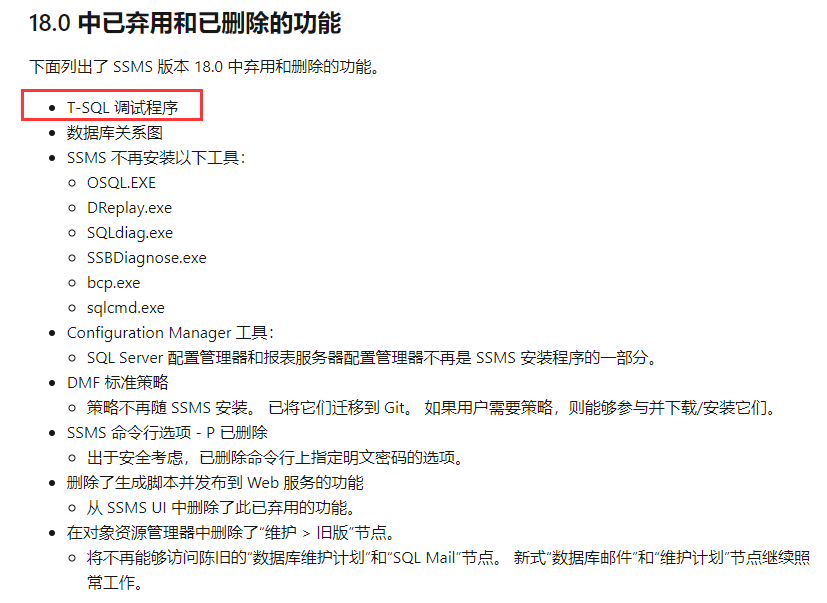 18.0 中已弃用和已删除的功能
下面列出了 SSMS 版本 18.0 中弃用和删除的功能。
• T-SQL 调试程序
• 数据库关系图
• SSMS 不再安装以下工具：
○ OSQL.EXE
○ DReplay.exe
○ SQLdiag.exe
○ SSBDiagnose.exe
○ bcp.exe
○ sqlcmd.exe
• Configuration Manager 工具：
○ SQL Server 配置管理器和报表服务器配置管理器不再是 SSMS 安装程序的一部分。
• DMF 标准策略
○ 策略不再随 SSMS 安装。 已将它们迁移到 Git。 如果用户需要策略，则能够参与并下载/安装它们。
• SSMS 命令行选项 - P 已删除
○ 出于安全考虑，已删除命令行上指定明文密码的选项。
• 删除了生成脚本并发布到 Web 服务的功能
○ 从 SSMS UI 中删除了此已弃用的功能。
• 在对象资源管理器中删除了“维护 > 旧版”节点。
○ 将不再能够访问陈旧的“数据库维护计划”和“SQL Mail”节点。 新式“数据库邮件”和“维护计划”节点继续照
常工作。